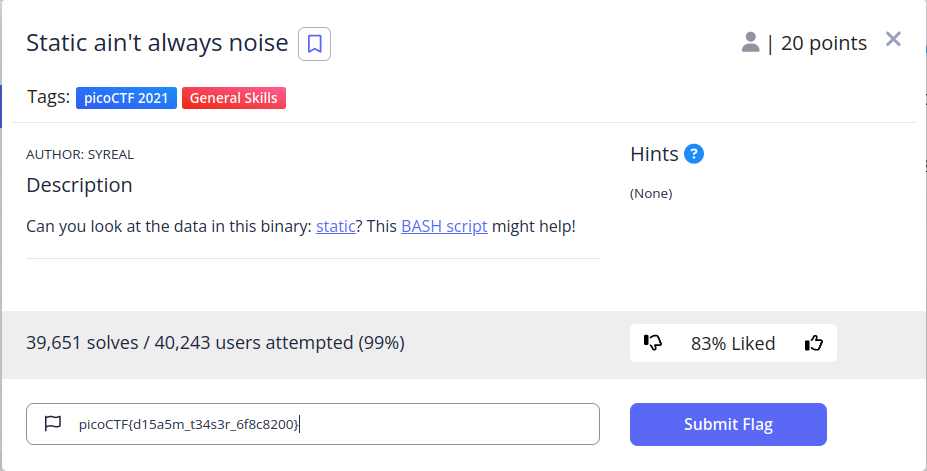 Static ain't always noise
| 20 points
Tags: picoCTF 2021 General Skills
AUTHOR: SYREAL
Hints ?
Description
(None)
Can you look at the data in this binary: static? This BASH script might help!
39,651 solves / 40,243 users attempted (99%)
83% Liked
picoCTF{d15a5m_t34s3r_6f8c8200}
Submit Flag